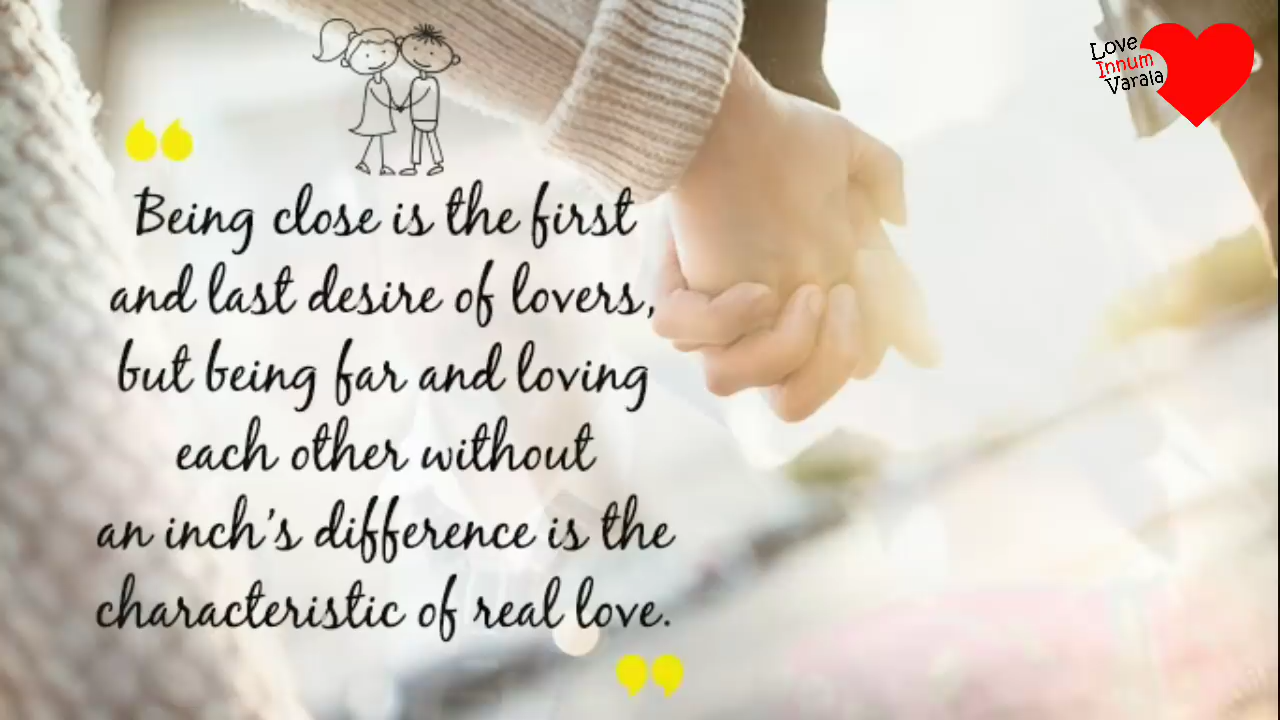 Love
Innum
Varala
Being close is the first
and last desire of lovers,
but being far and loving
each other without
an inch's difference is the
characteristic of real love.